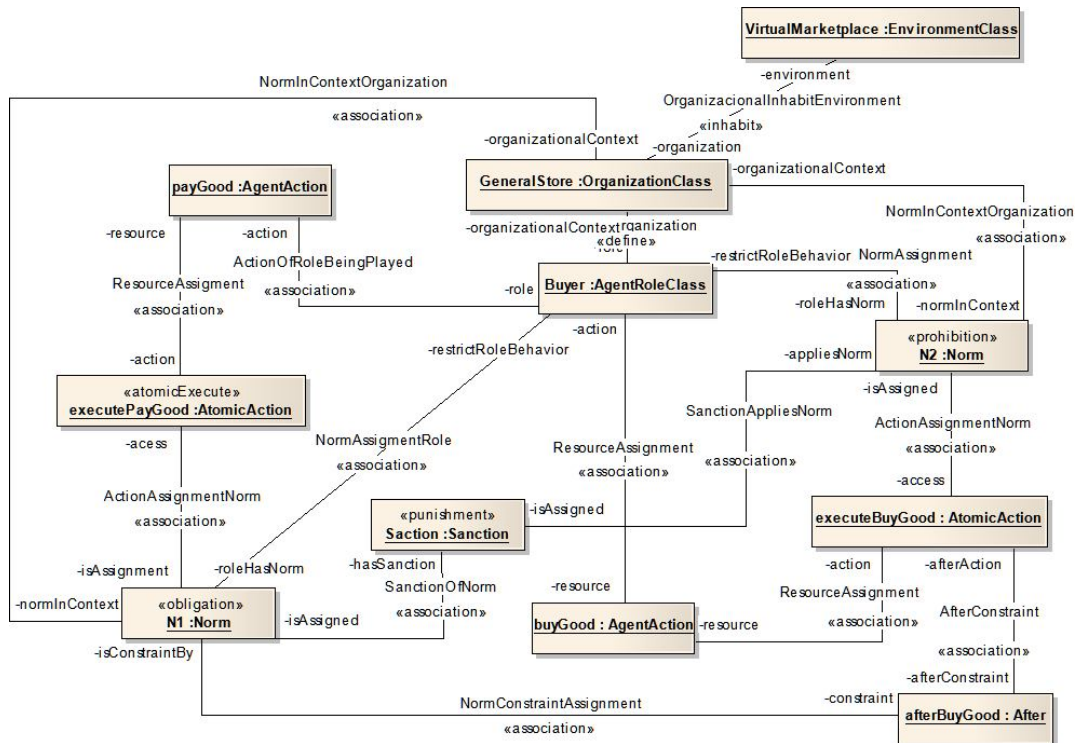 VirtualMarketplace :EnvironmentClass
-environment
NormInContextOrganization
OrganizacionalInhabitEnvironment
«association»
«inhabit»
-organizationalContext
-organization
-organizationalContext
payGood :AgentAction
GeneralStore :OrganizationClass
-resource
-action
-organizationalContext
rganization
«define»
NormInContextOrganization
«association»
ActionOfRoleBeingPlayed
-restrictRoleBehavior
NormAssignment
ResourceAssigment
«association»
Buyer :AgentRoleClass
«association»
«association»
-role
-roleHasNorm
-normInContext
-action
-restrictRoleBehavior
-appliesNorm
«prohibition»
N2 :Norm
-action
-isAssigned
«atomicExecute»
executePayGood :AtomicAction
SanctionAppliesNorm
-acess
NormAssigmentRole
ResourceAssignment
ActionAssignmentNorm
«association»
«association»
«association»
«association»
-access
ActionAssignmentNorm
«association»
«punishment»
Saction :Sanction
-isAssigned
executeBuyGood : AtomicAction
-hasSanction
-action
-afterAction
-isAssignment
-roleHasNorm
SanctionOfNorm
-resource
ResourceAssignment
-normInContext
«obligation»
N1 :Norm
-isAssigned
«association»
buyGood : AgentAction
-resource
«association»
AfterConstraint
-isConstraintBy
«association»
-afterConstraint
NormConstraintAssignment
-constraint
afterBuyGood : After
«association»